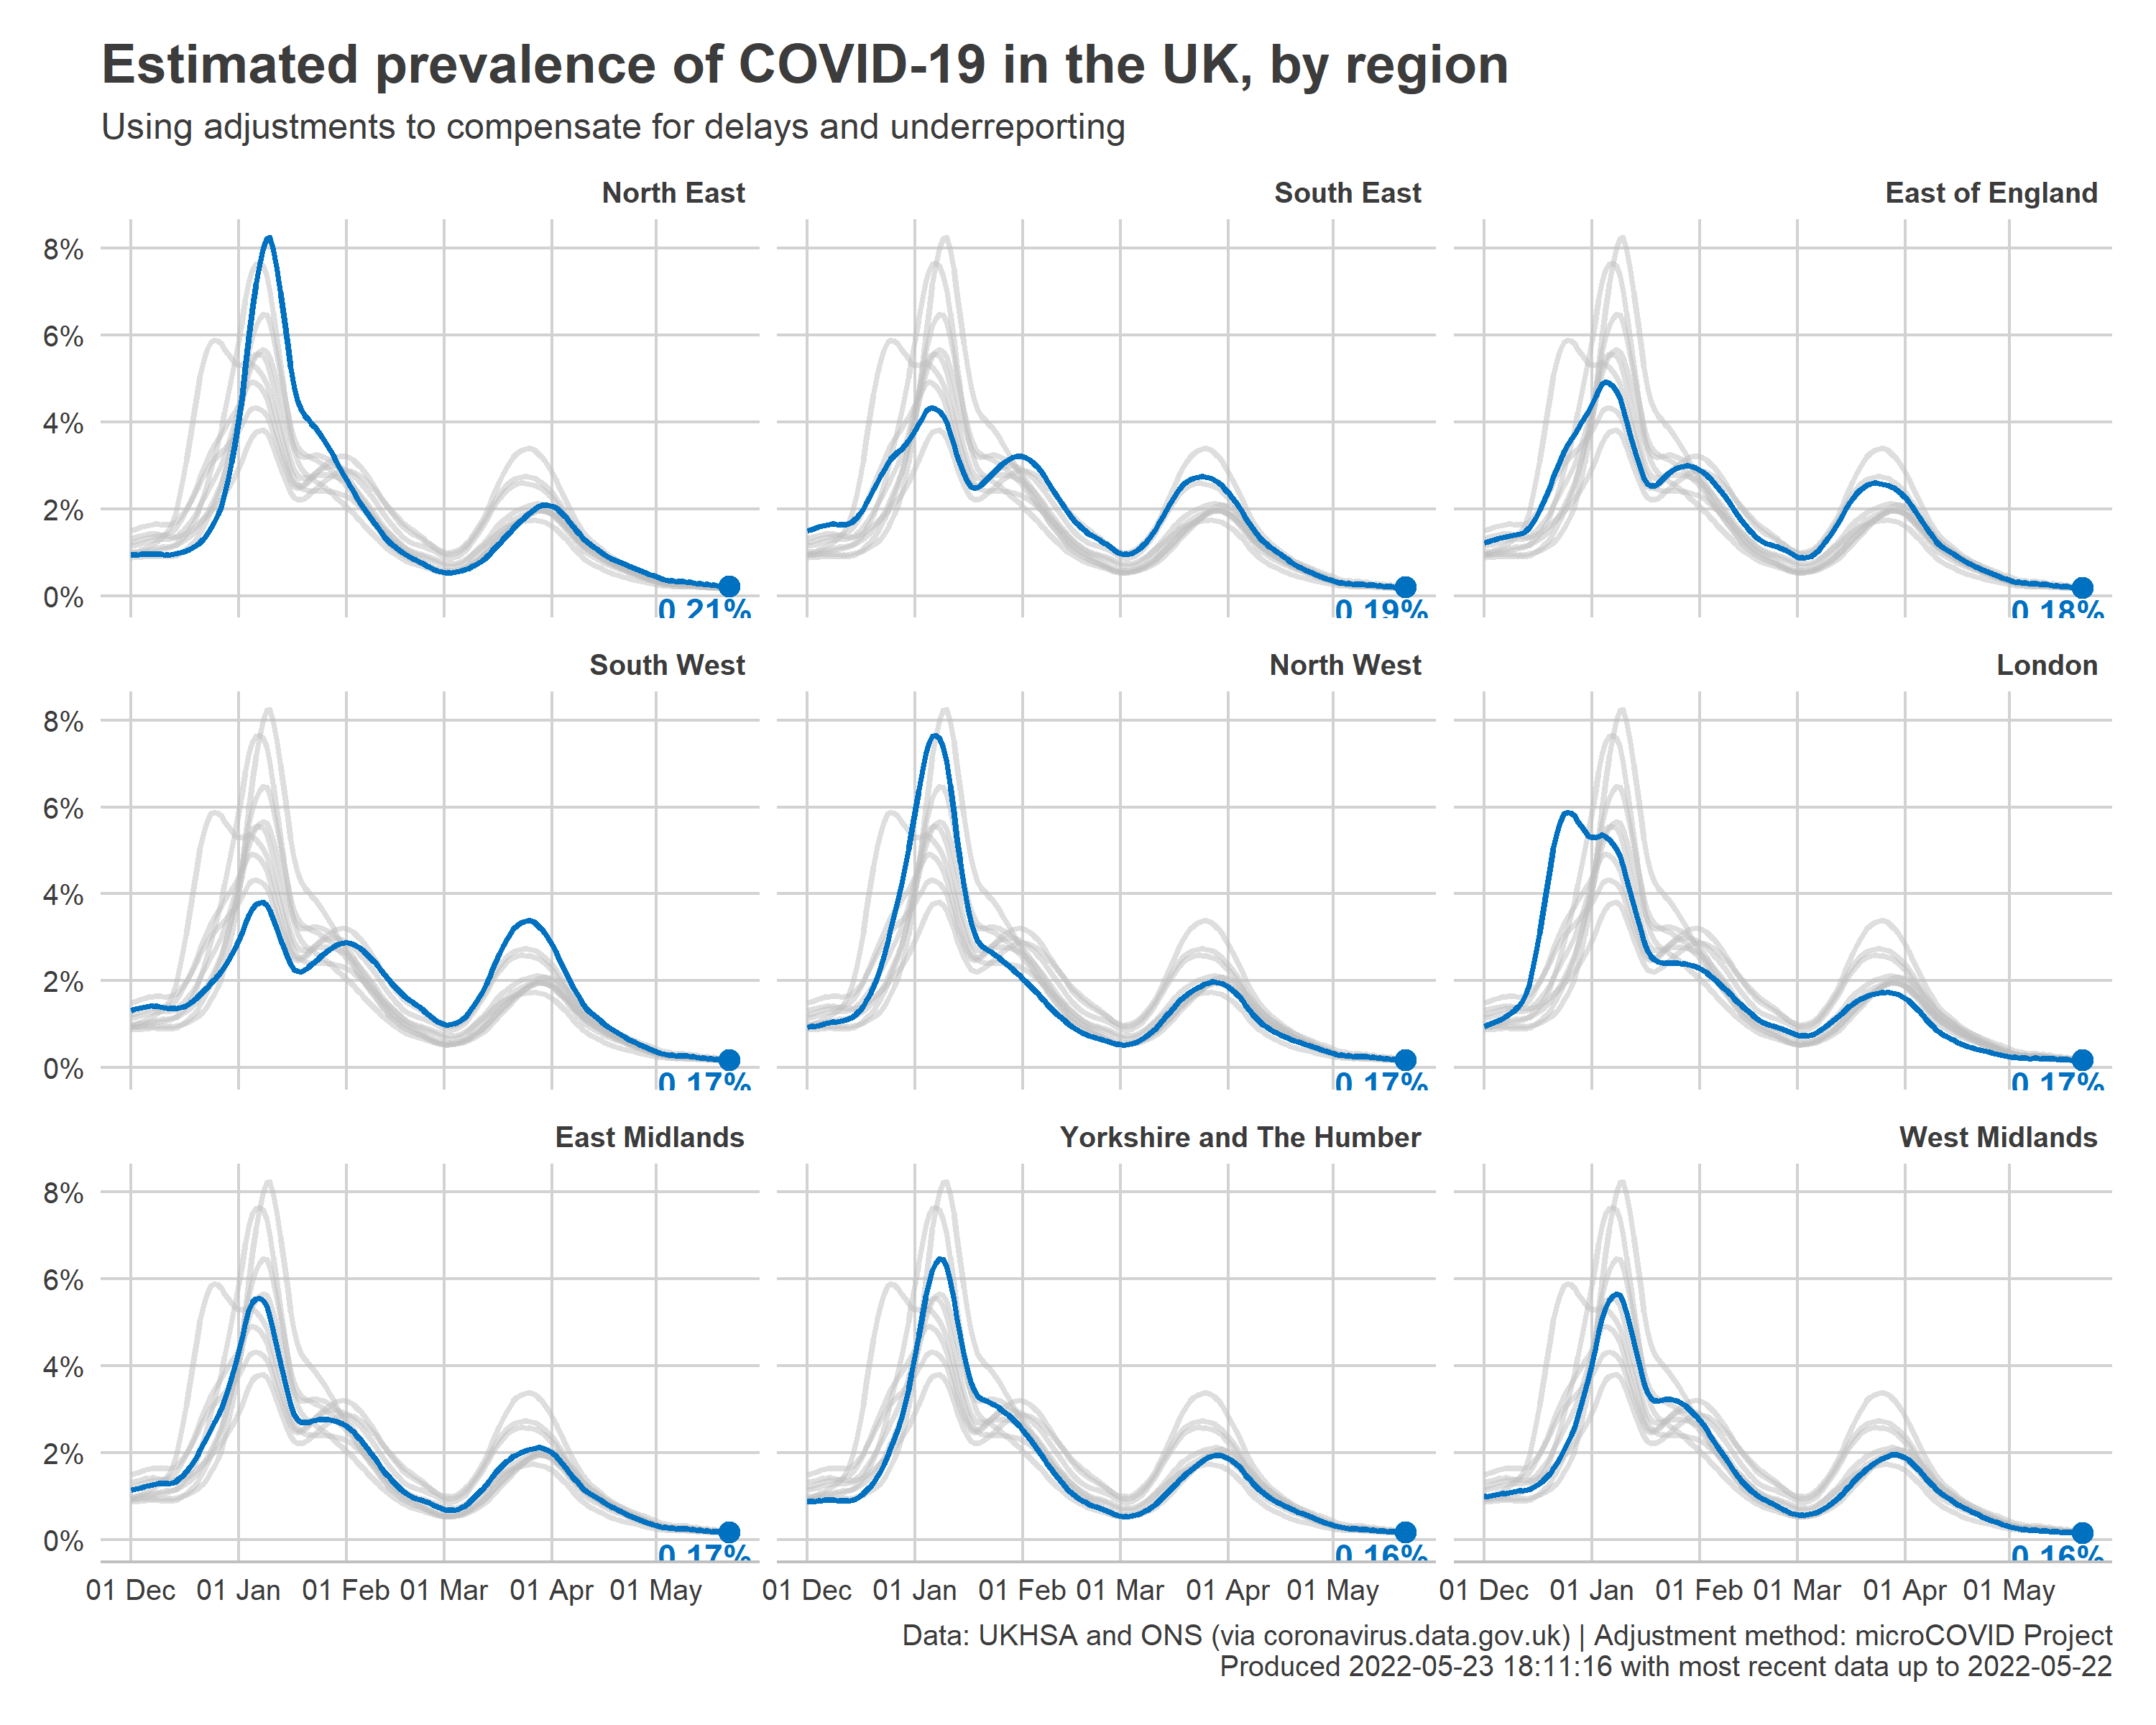 Estimated prevalence of COVID-19 in the UK, by region
Using adjustments to compensate for delays and underreporting
North East
South East
East of England
8%
6%
4%
2%
0%
0.21%
0.19%
0.18%
South West
North West
London
8%
6%
4%
2%
0%
0.17%
0.17%
0.17%
East Midlands
Yorkshire and The Humber
West Midlands
8%
6%
4%
2%
0%
0.17%
0.16%
0.16%
01 Dec 01 Jan 01 Feb 01 Mar 01 Apr 01 May
01 Dec 01 Jan 01 Feb 01 Mar 01 Apr 01 May
01 Dec 01 Jan 01 Feb 01 Mar 01 Apr 01 May
Data: UKHSA and ONS (via coronavirus.data.gov.uk) | Adjustment method: microCOVID Project
Produced 2022-05-23 18:11:16 with most recent data up to 2022-05-22